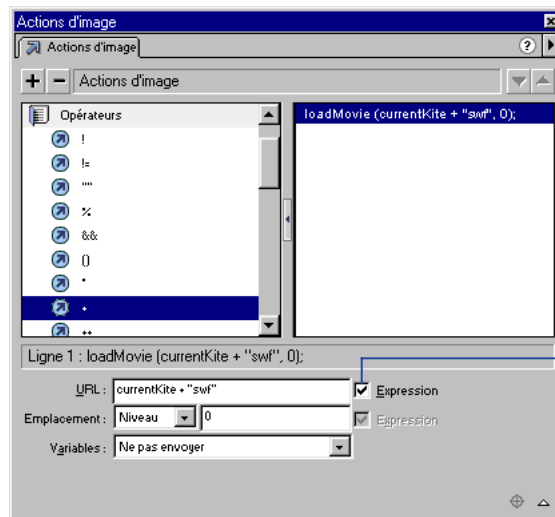 Actions d'image
Actions d'image
?
+ − Actions d'image
Opérateurs
!
!=
""
%
&&
()
*
+
++
loadMovie (currentKite + "swf", 0);
Ligne 1 : loadMovie (currentKite + "swf", 0);
URL : currentKite + "swf" Expression
Emplacement : Niveau 0 Expression
Variables : Ne pas envoyer